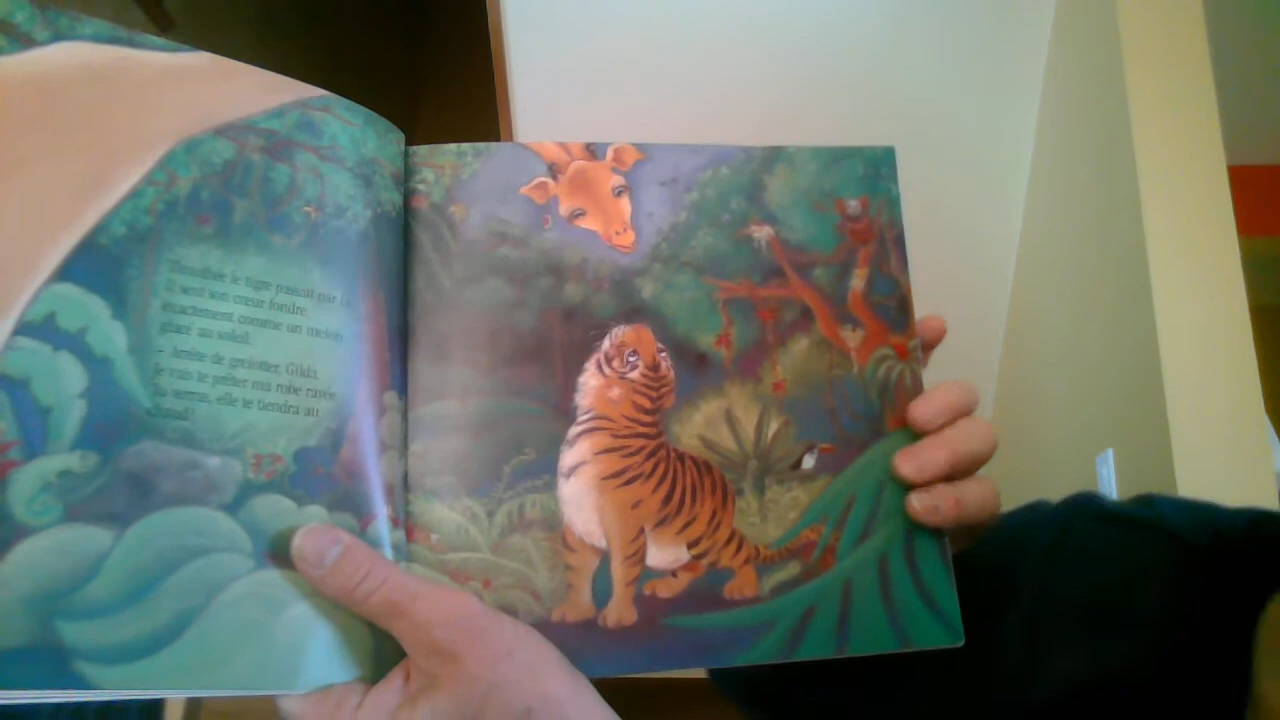 Timothée le tigre passait par là.
Il sent son cœur fondre,
exactement comme un melon
glacé au soleil.
- Arrête de grelotter, Gilda,
je vais te prêter ma robe rayée.
Tu verras, elle te tiendra au
chaud!